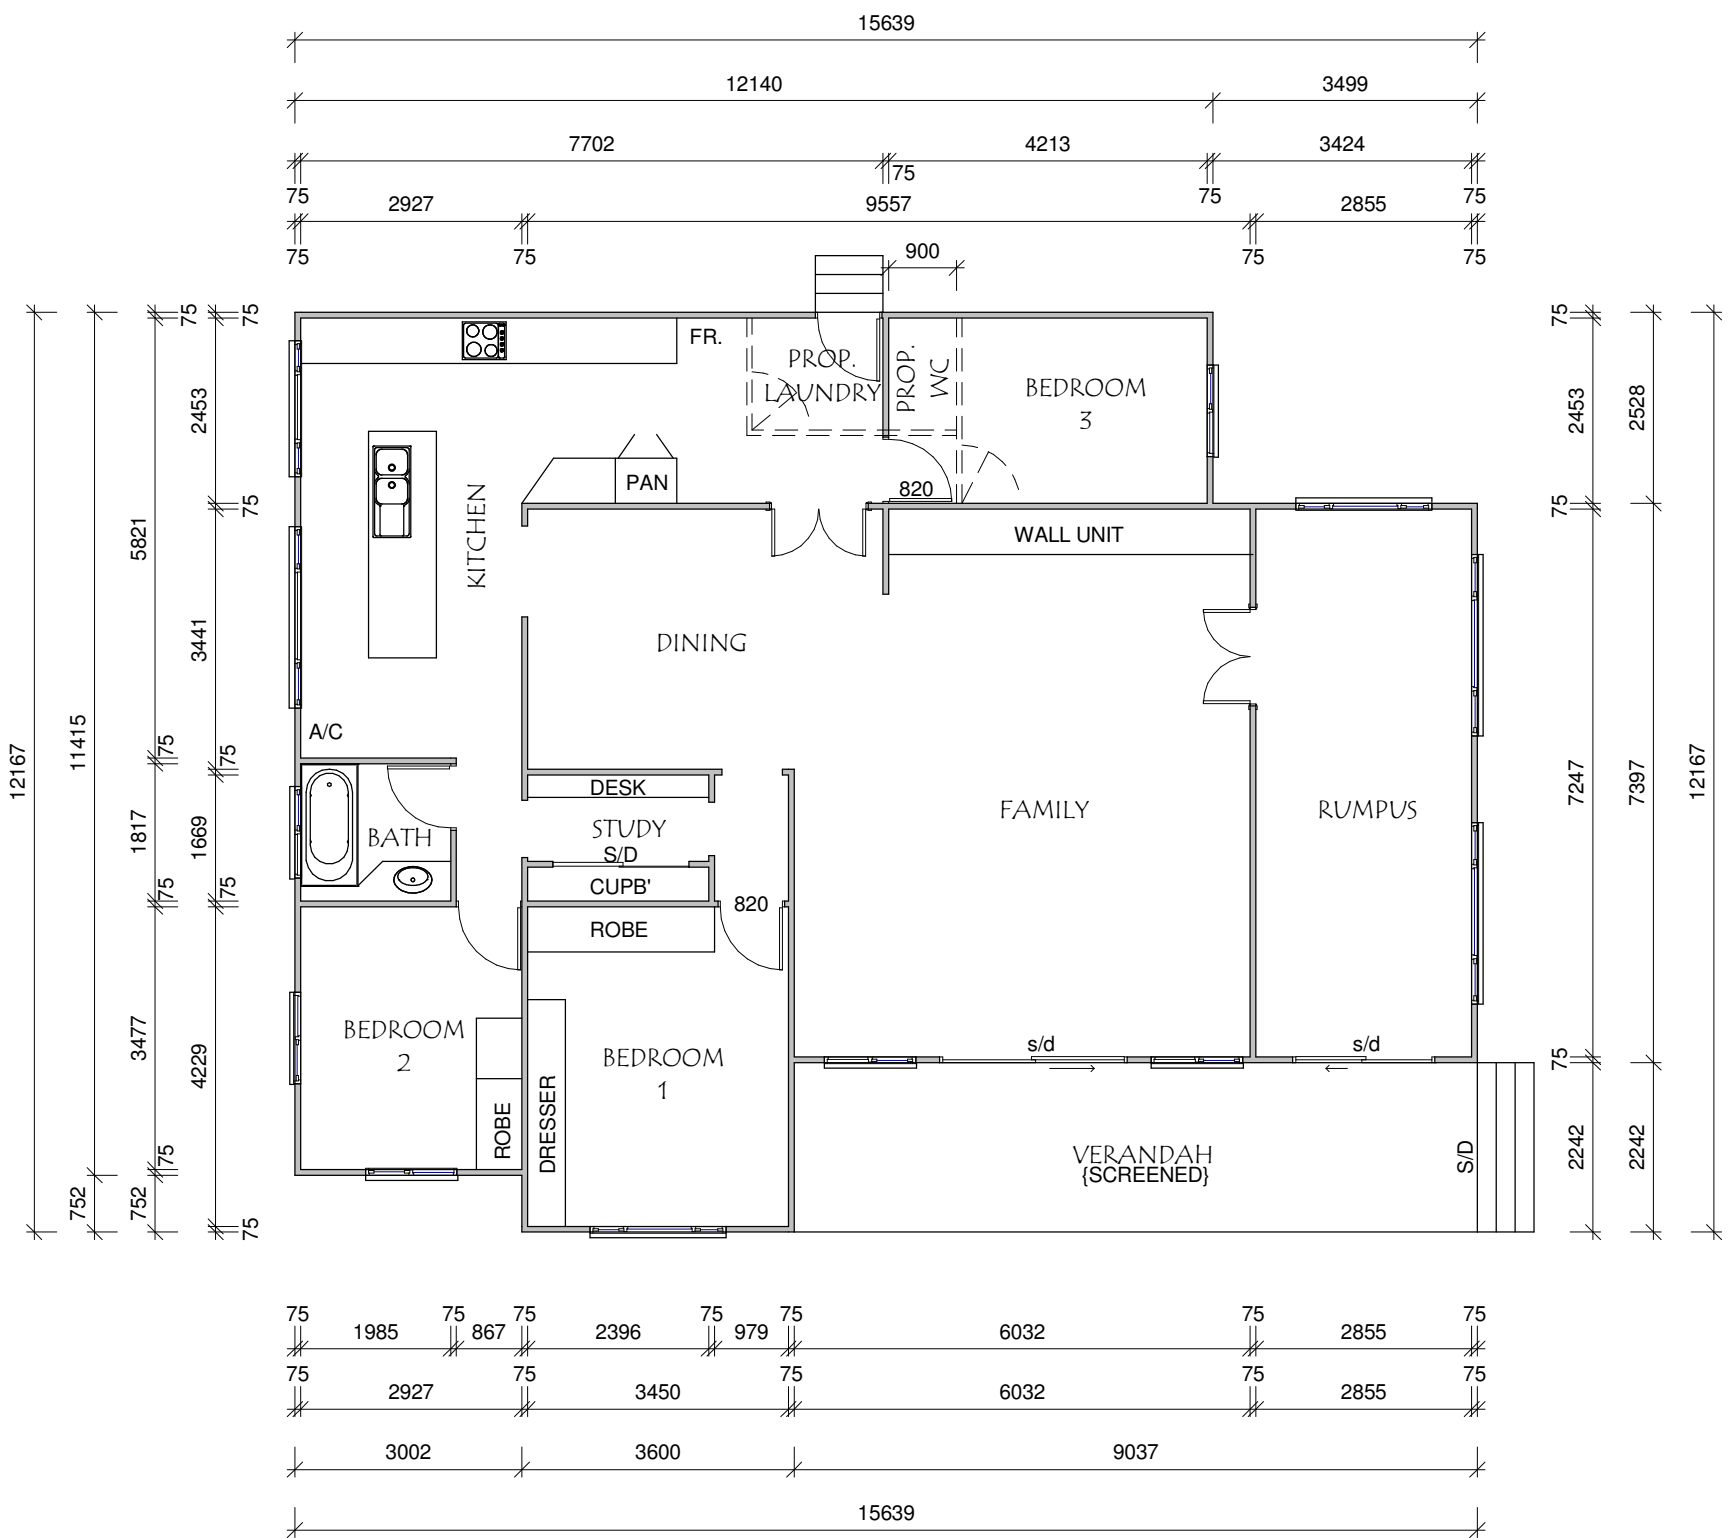 15639
12140
3499
7702
4213
3424
75
75
75
75
2927
9557
2855
75
75
75
75
900
75
75
75
FR.
PROP.
LAUNDRY
PROP.
WC
BEDROOM
3
2453
2453
2528
PAN
820
75
75
KITCHEN
WALL UNIT
5821
3441
DINING
A/C
75
75
12167
11415
12167
DESK
BATH
STUDY
S/D
FAMILY
RUMPUS
1817
1669
7247
7397
CUPB'
75
75
820
ROBE
BEDROOM
2
BEDROOM
1
s/d
s/d
3477
4229
75
ROBE
DRESSER
VERANDAH
{SCREENED}
S/D
75
2242
2242
752
752
75
75
75
75
75
75
75
75
1985
867
2396
979
6032
2855
75
75
75
75
75
2927
3450
6032
2855
3002
3600
9037
15639